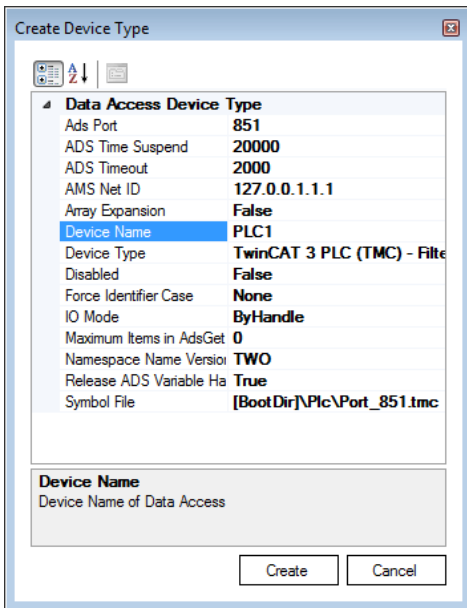 Create Device Type
Data Access Device Type
Ads Port 851
ADS Time Suspend 20000
ADS Timeout 2000
AMS Net ID 127.0.0.1.1.1
Array Expansion False
Device Name PLC1
Device Type TwinCAT 3 PLC (TMC) - Filte
Disabled False
Force Identifier Case None
IO Mode ByHandle
Maximum Items in AdsGet 0
Namespace Name Version TWO
Release ADS Variable Ha True
Symbol File [BootDir]\Plc\Port_851.tmc
Device Name
Device Name of Data Access
Create Cancel